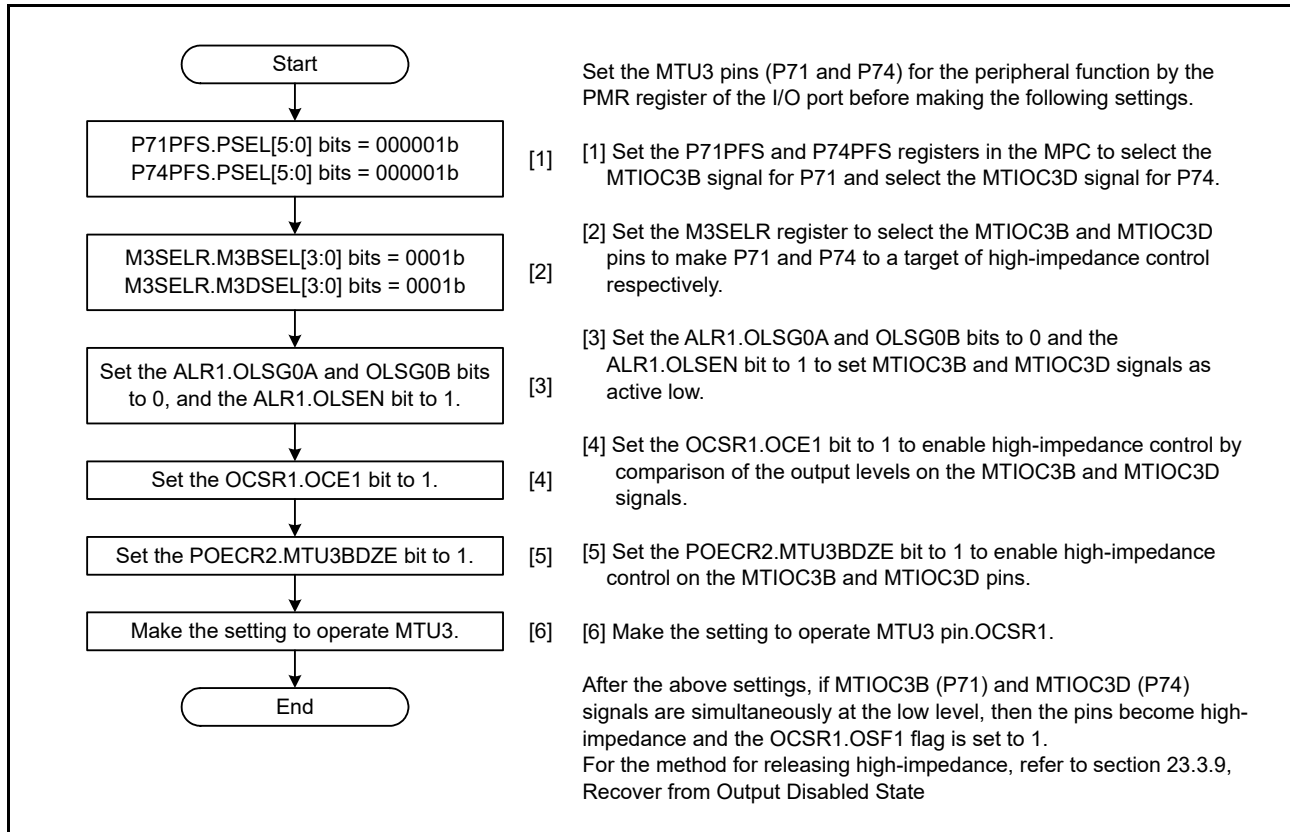 Start
P71PFS.PSEL[5:0] bits = 000001b
P74PFS.PSEL[5:0] bits = 000001b
[1]
M3SELR.M3BSEL[3:0] bits = 0001b
M3SELR.M3DSEL[3:0] bits = 0001b
[2]
Set the ALR1.OLSG0A and OLSG0B bits
to 0, and the ALR1.OLSEN bit to 1.
[3]
Set the OCSR1.OCE1 bit to 1.
[4]
Set the POECR2.MTU3BDZE bit to 1.
[5]
Make the setting to operate MTU3.
[6]
End
Set the MTU3 pins (P71 and P74) for the peripheral function by the
PMR register of the I/O port before making the following settings.
[1] Set the P71PFS and P74PFS registers in the MPC to select the
MTIOC3B signal for P71 and select the MTIOC3D signal for P74.
[2] Set the M3SELR register to select the MTIOC3B and MTIOC3D
pins to make P71 and P74 to a target of high-impedance control
respectively.
[3] Set the ALR1.OLSG0A and OLSG0B bits to 0 and the
ALR1.OLSEN bit to 1 to set MTIOC3B and MTIOC3D signals as
active low.
[4] Set the OCSR1.OCE1 bit to 1 to enable high-impedance control by
comparison of the output levels on the MTIOC3B and MTIOC3D
signals.
[5] Set the POECR2.MTU3BDZE bit to 1 to enable high-impedance
control on the MTIOC3B and MTIOC3D pins.
[6] Make the setting to operate MTU3 pin.OCSR1.
After the above settings, if MTIOC3B (P71) and MTIOC3D (P74)
signals are simultaneously at the low level, then the pins become high-
impedance and the OCSR1.OSF1 flag is set to 1.
For the method for releasing high-impedance, refer to section 23.3.9,
Recover from Output Disabled State